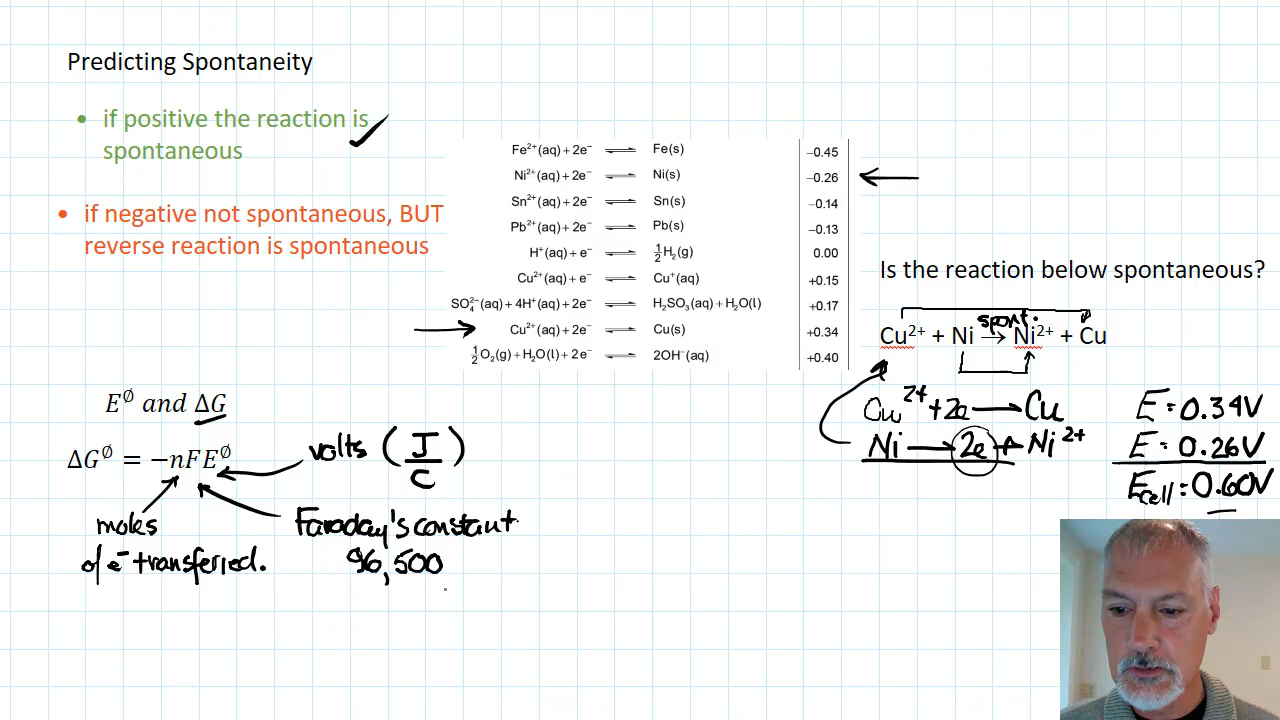 Predicting Spontaneity
• if positive the reaction is
spontaneous
• if negative not spontaneous, BUT
reverse reaction is spontaneous
Fe²⁺(aq) + 2e⁻ ⇌ Fe(s) −0.45
Ni²⁺(aq) + 2e⁻ ⇌ Ni(s) −0.26
Sn²⁺(aq) + 2e⁻ ⇌ Sn(s) −0.14
Pb²⁺(aq) + 2e⁻ ⇌ Pb(s) −0.13
H⁺(aq) + e⁻ ⇌ ½H₂(g) 0.00
Cu²⁺(aq) + e⁻ ⇌ Cu⁺(aq) +0.15
SO₄²⁻(aq) + 4H⁺(aq) + 2e⁻ ⇌ H₂SO₃(aq) + H₂O(l) +0.17
Cu²⁺(aq) + 2e⁻ ⇌ Cu(s) +0.34
½O₂(g) + H₂O(l) + 2e⁻ ⇌ 2OH⁻(aq) +0.40
Is the reaction below spontaneous?
spont.
Cu²⁺ + Ni → Ni²⁺ + Cu
Cu²⁺ + 2e → Cu E = 0.34V
Ni → 2e + Ni²⁺ E = 0.26V
Ecell = 0.60V
E^∅ and ΔG
ΔG^∅ = −nFE^∅
volts (J/C)
moles
of e⁻ transferred.
Faraday's constant
96,500